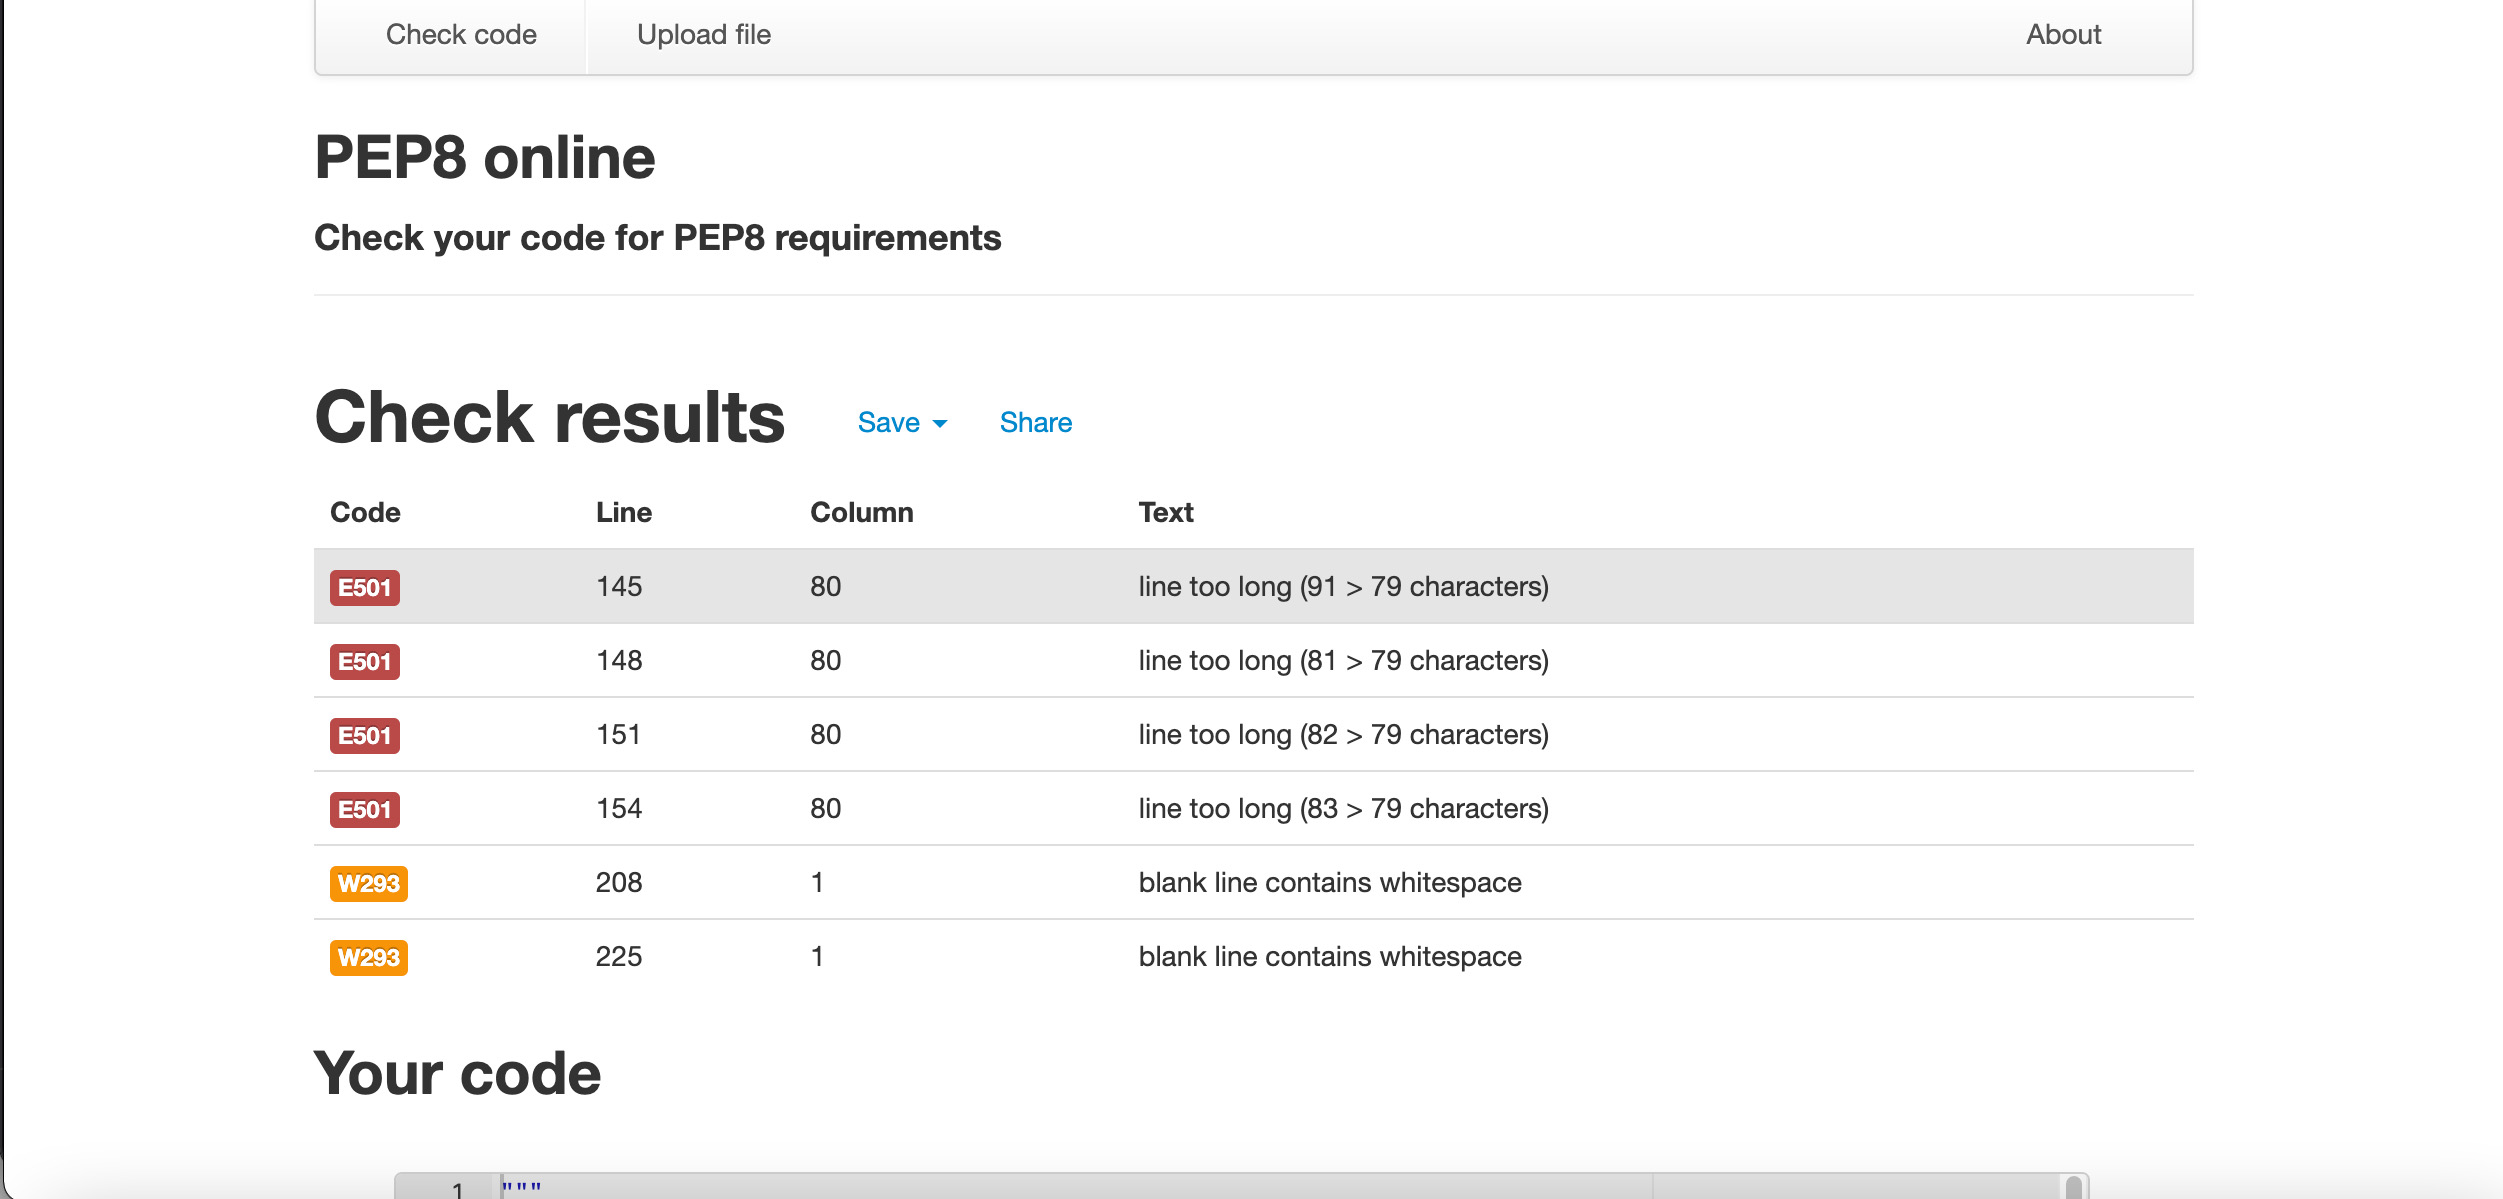 Check code Upload file About
PEP8 online
Check your code for PEP8 requirements
Check results Save Share
Code Line Column Text
E501 145 80 line too long (91 > 79 characters)
E501 148 80 line too long (81 > 79 characters)
E501 151 80 line too long (82 > 79 characters)
E501 154 80 line too long (83 > 79 characters)
W293 208 1 blank line contains whitespace
W293 225 1 blank line contains whitespace
Your code
1 """